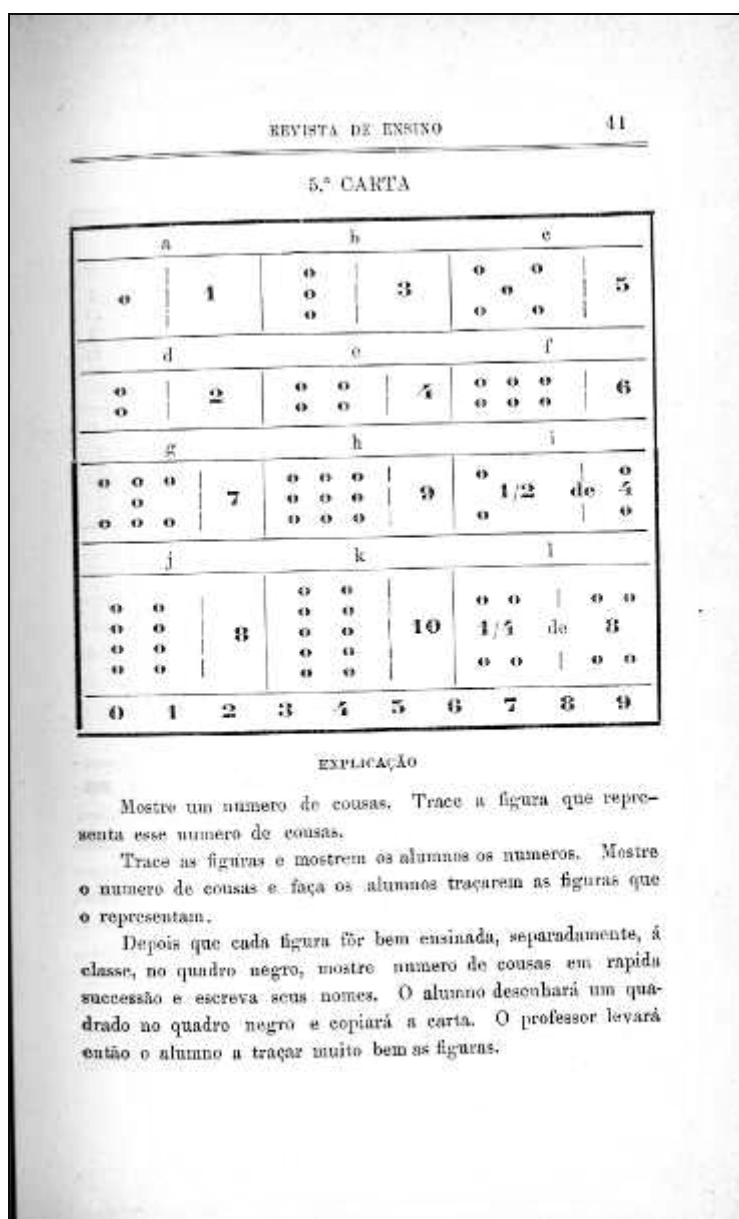 REVISTA DE ENSINO 41
5.ª CARTA
a b c
o 1 o 3 o o 5
o o
o o o
d e f
o 2 o o 4 o o o 6
o o o o o o
g h i
o o o 7 o o o 9 o 1/2 de 4 o
o o o o
o o o o o o o o
j k l
o o 8 o o 10 o o o o
o o o o 1/4 de 8
o o o o o o o o
o o o o
o o
0 1 2 3 4 5 6 7 8 9
EXPLICAÇÃO
Mostre um numero de cousas. Trace a figura que repre-
senta esse numero de cousas.
Trace as figuras e mostrem os alumnos os numeros. Mostre
o numero de cousas e faça os alumnos traçarem as figuras que
o representam.
Depois que cada figura fôr bem ensinada, separadamente, á
classe, no quadro negro, mostre numero de cousas em rapida
successão e escreva seus nomes. O alumno desenhará um qua-
drado no quadro negro e copiará a carta. O professor levará
então o alumno a traçar muito bem as figuras.